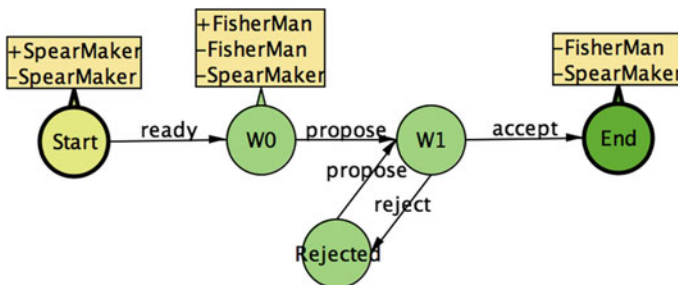 +SpearMaker
−SpearMaker
+FisherMan
−FisherMan
−SpearMaker
−FisherMan
−SpearMaker
Start
ready
W0
propose
W1
accept
End
propose
reject
Rejected